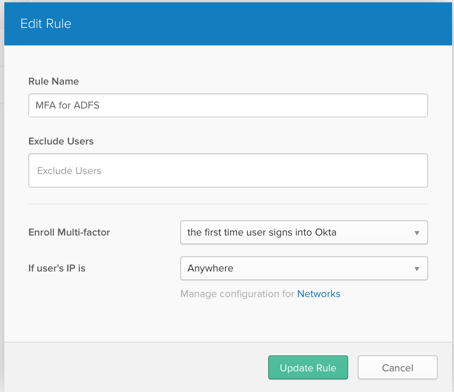 Edit Rule
Rule Name
MFA for ADFS
Exclude Users
Exclude Users
Enroll Multi-factor the first time user signs into Okta
If user's IP is Anywhere
Manage configuration for Networks
Update Rule Cancel